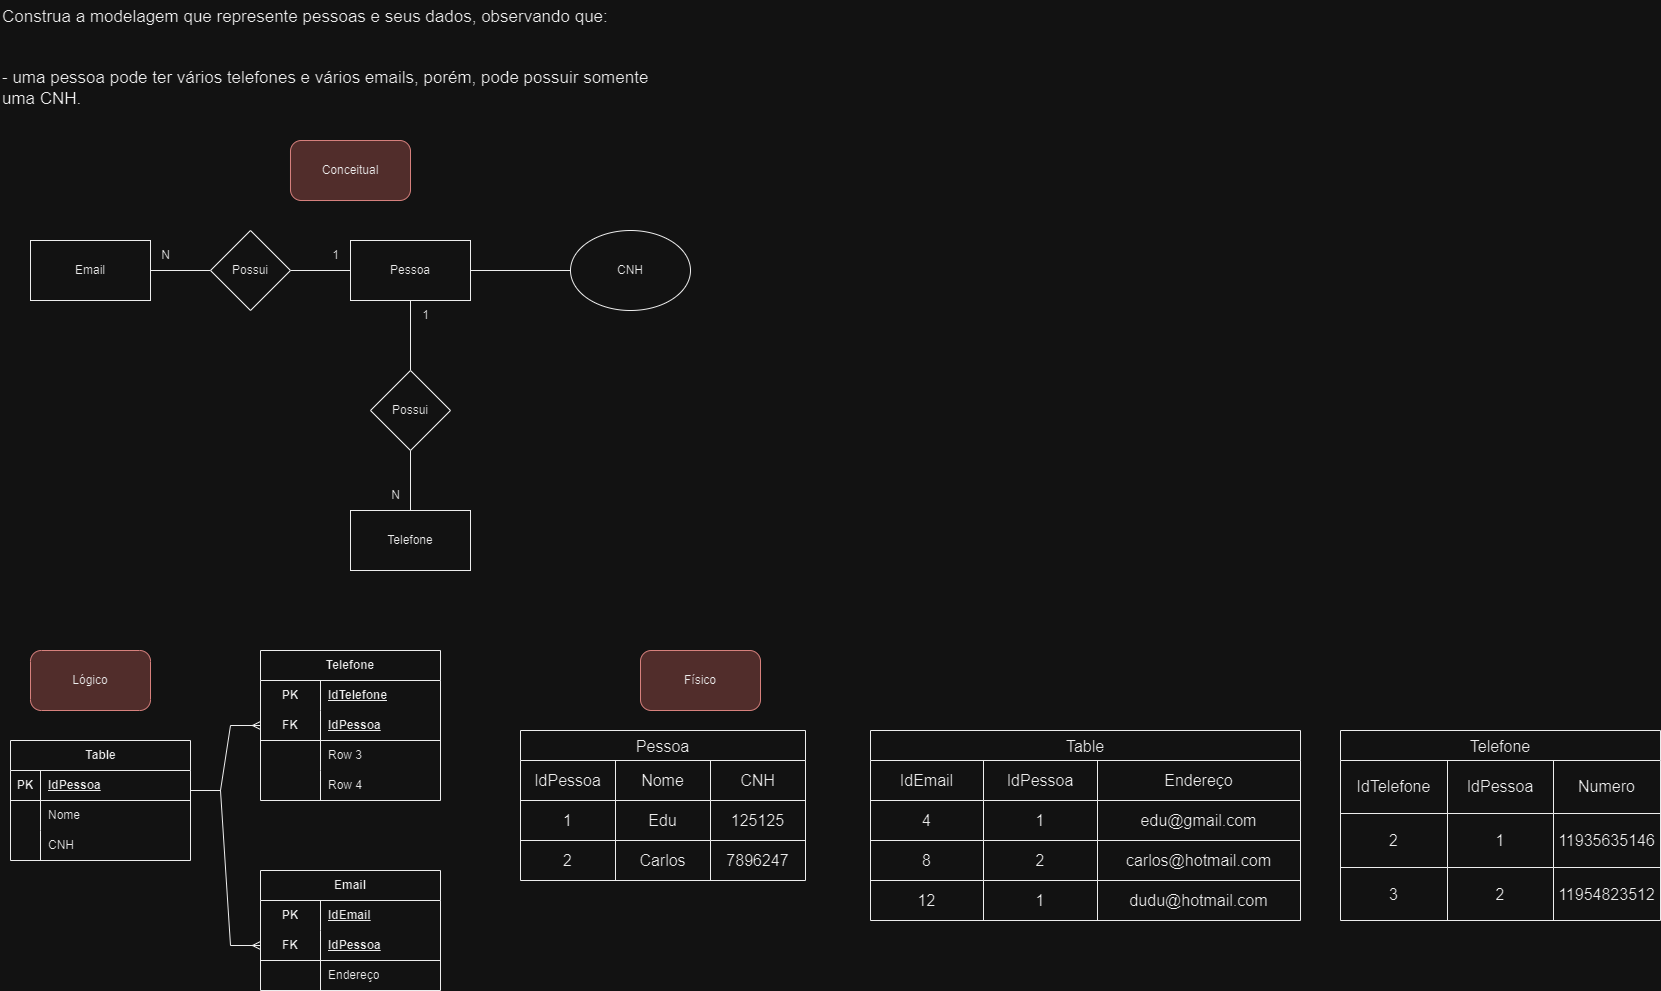 Construa a modelagem que represente pessoas e seus dados, observando que:
- uma pessoa pode ter vários telefones e vários emails, porém, pode possuir somente
uma CNH.
Conceitual
Email
N
Possui
1
Pessoa
CNH
1
Possui
N
Telefone
Lógico
Table
PK IdPessoa
Nome
CNH
Telefone
PK IdTelefone
FK IdPessoa
Row 3
Row 4
Email
PK IdEmail
FK IdPessoa
Endereço
Físico
Pessoa
IdPessoa Nome CNH
1 Edu 125125
2 Carlos 7896247
Table
IdEmail IdPessoa Endereço
4 1 edu@gmail.com
8 2 carlos@hotmail.com
12 1 dudu@hotmail.com
Telefone
IdTelefone IdPessoa Numero
2 1 11935635146
3 2 11954823512